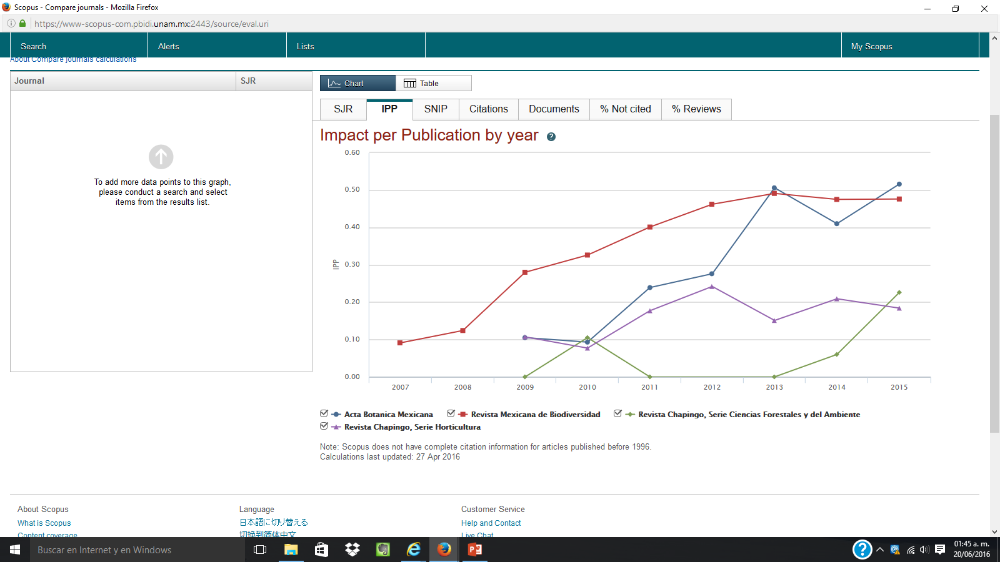 Scopus - Compare journals - Mozilla Firefox
https://www-scopus-com.pbidi.unam.mx:2443/source/eval.uri
Search Alerts Lists My Scopus
About Compare journals calculations
Journal SJR
Chart Table
SJR IPP SNIP Citations Documents % Not cited % Reviews
Impact per Publication by year ?
To add more data points to this graph,
please conduct a search and select
items from the results list.
0.60
0.50
0.40
0.30
0.20
0.10
0.00
IPP
2007 2008 2009 2010 2011 2012 2013 2014 2015
Acta Botanica Mexicana Revista Mexicana de Biodiversidad Revista Chapingo, Serie Ciencias Forestales y del Ambiente
Revista Chapingo, Serie Horticultura
Note: Scopus does not have complete citation information for articles published before 1996.
Calculations last updated: 27 Apr 2016
About Scopus Language Customer Service
What is Scopus 日本語に切り替える Help and Contact
Content coverage 切换到简体中文 Live Chat
Buscar en Internet y en Windows
01:45 a. m.
20/06/2016